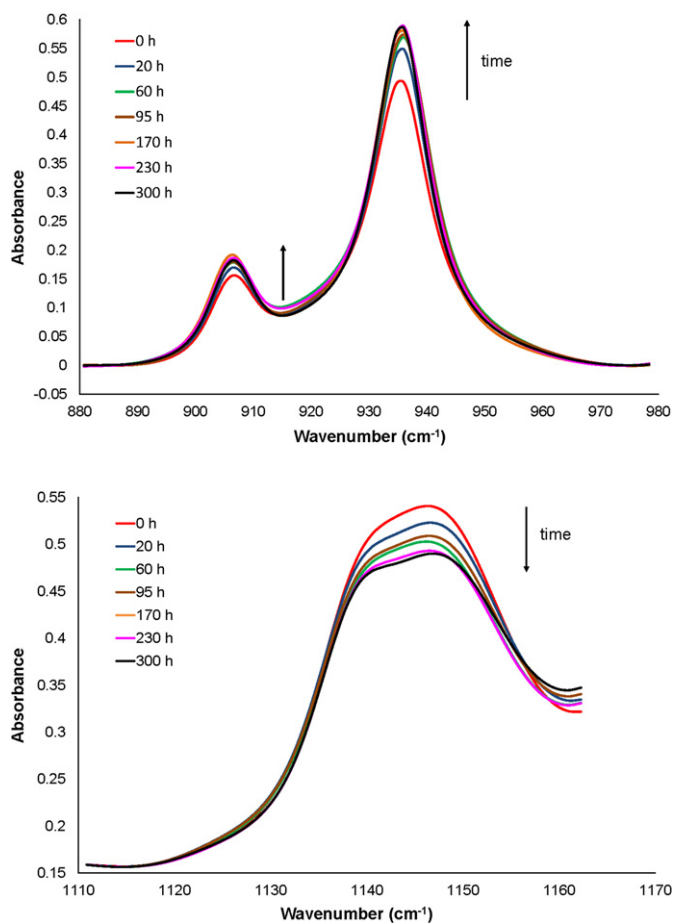 0.6
0.55
0.5
0.45
0.4
0.35
0.3
0.25
0.2
0.15
0.1
0.05
0
-0.05
Absorbance
0 h
20 h
60 h
95 h
170 h
230 h
300 h
time
880 890 900 910 920 930 940 950 960 970 980
Wavenumber (cm⁻¹)
0.55
0.5
0.45
0.4
0.35
0.3
0.25
0.2
0.15
Absorbance
0 h
20 h
60 h
95 h
170 h
230 h
300 h
time
1110 1120 1130 1140 1150 1160 1170
Wavenumber (cm⁻¹)